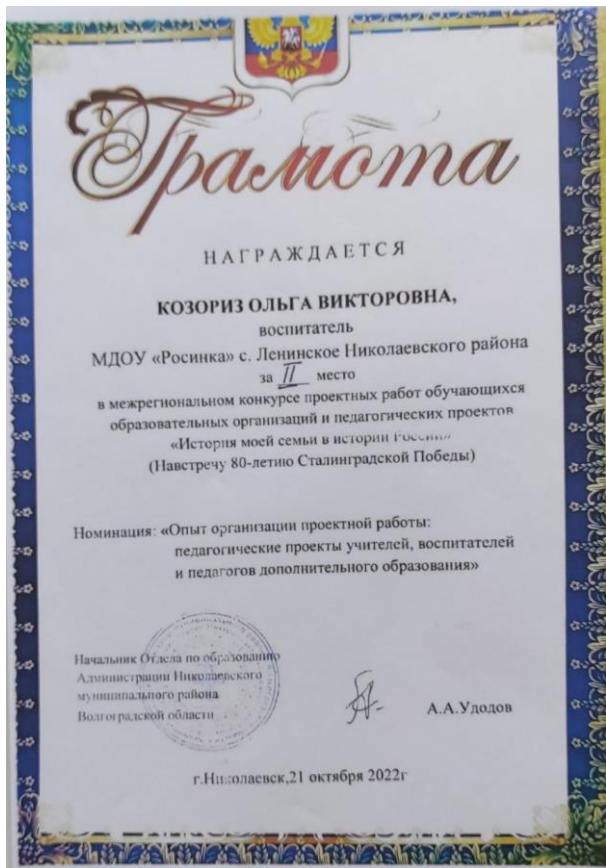 Грамота
НАГРАЖДАЕТСЯ
КОЗОРИЗ ОЛЬГА ВИКТОРОВНА,
воспитатель
МДОУ «Росинка» с. Ленинское Николаевского района
за II место
в межрегиональном конкурсе проектных работ обучающихся
образовательных организаций и педагогических проектов
«История моей семьи в истории России»
(Навстречу 80-летию Сталинградской Победы)
Номинация: «Опыт организации проектной работы:
педагогические проекты учителей, воспитателей
и педагогов дополнительного образования»
Начальник Отдела по образованию
Администрации Николаевского
муниципального района
Волгоградской области
А.А.Удодов
г.Николаевск,21 октября 2022г